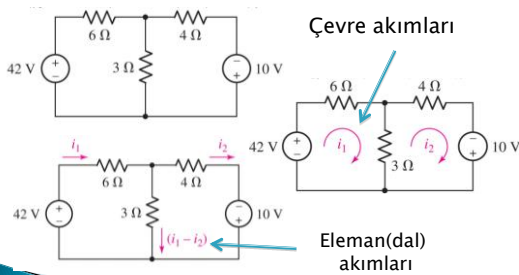 6 Ω 4 Ω
42 V + − 3 Ω − + 10 V
Çevre akımları
6 Ω 4 Ω
42 V + − i₁ 3 Ω i₂ − + 10 V
i₁ i₂
6 Ω 4 Ω
42 V + − 3 Ω − + 10 V
(i₁ – i₂)
Eleman(dal)
akımları